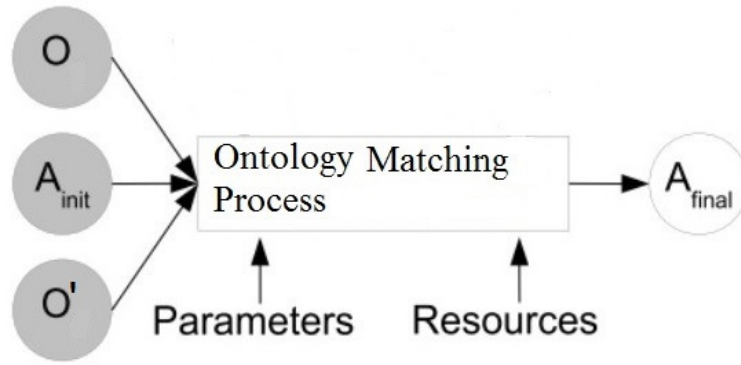 O
A init
O'
Ontology Matching
Process
A final
Parameters
Resources